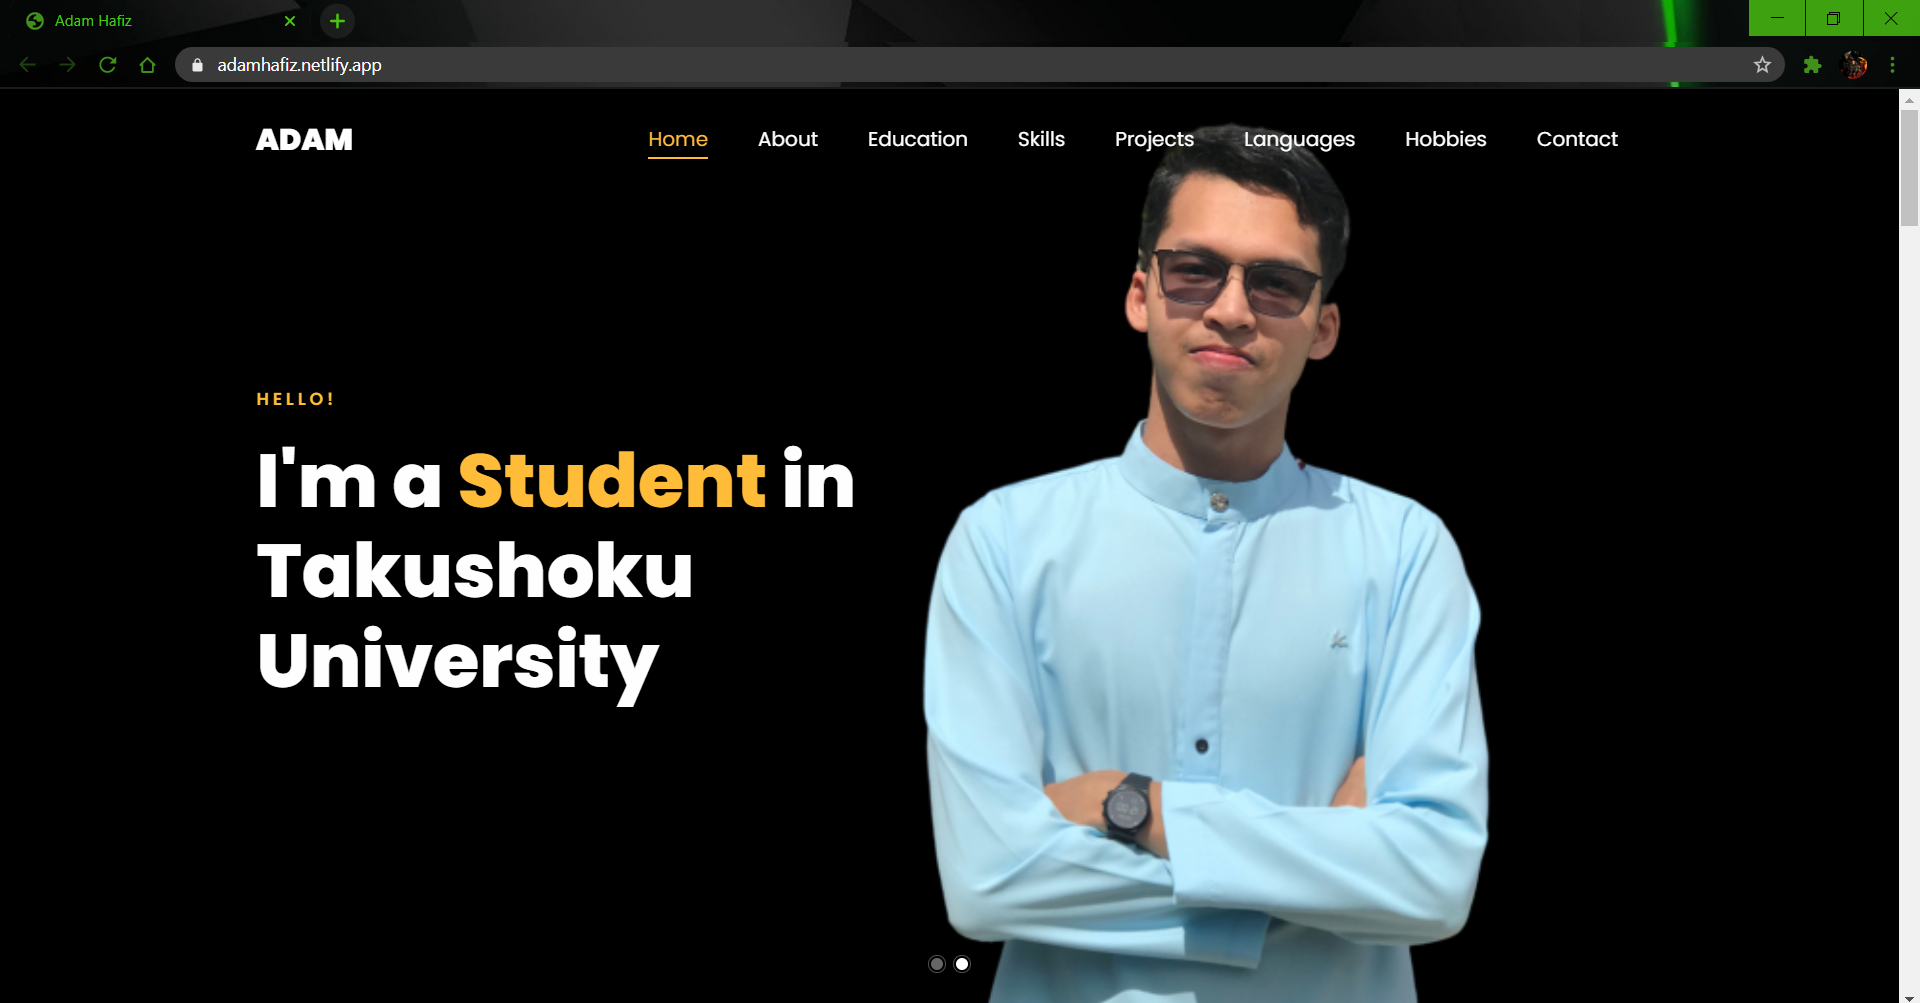 Adam Hafiz
adamhafiz.netlify.app
ADAM
Home About Education Skills Projects Languages Hobbies Contact
HELLO!
I'm a Student in
Takushoku
University